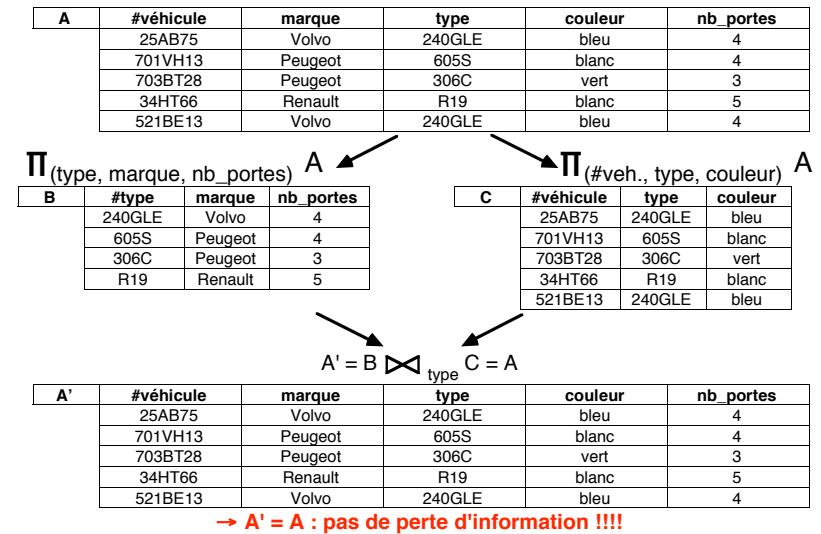 A #véhicule marque type couleur nb_portes
25AB75 Volvo 240GLE bleu 4
701VH13 Peugeot 605S blanc 4
703BT28 Peugeot 306C vert 3
34HT66 Renault R19 blanc 5
521BE13 Volvo 240GLE bleu 4
Π (type, marque, nb_portes) A
Π (#veh., type, couleur) A
B #type marque nb_portes
240GLE Volvo 4
605S Peugeot 4
306C Peugeot 3
R19 Renault 5
C #véhicule type couleur
25AB75 240GLE bleu
701VH13 605S blanc
703BT28 306C vert
34HT66 R19 blanc
521BE13 240GLE bleu
A' = B ⋈ type C = A
A' #véhicule marque type couleur nb_portes
25AB75 Volvo 240GLE bleu 4
701VH13 Peugeot 605S blanc 4
703BT28 Peugeot 306C vert 3
34HT66 Renault R19 blanc 5
521BE13 Volvo 240GLE bleu 4
→ A' = A : pas de perte d'information !!!!